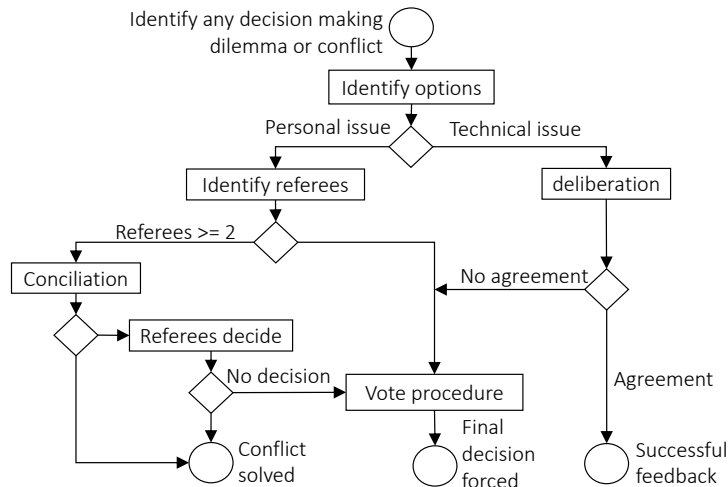 Identify any decision making
dilemma or conflict
Identify options
Personal issue
Technical issue
Identify referees
deliberation
Referees >= 2
Conciliation
No agreement
Referees decide
No decision
Vote procedure
Agreement
Conflict
solved
Final
decision
forced
Successful
feedback